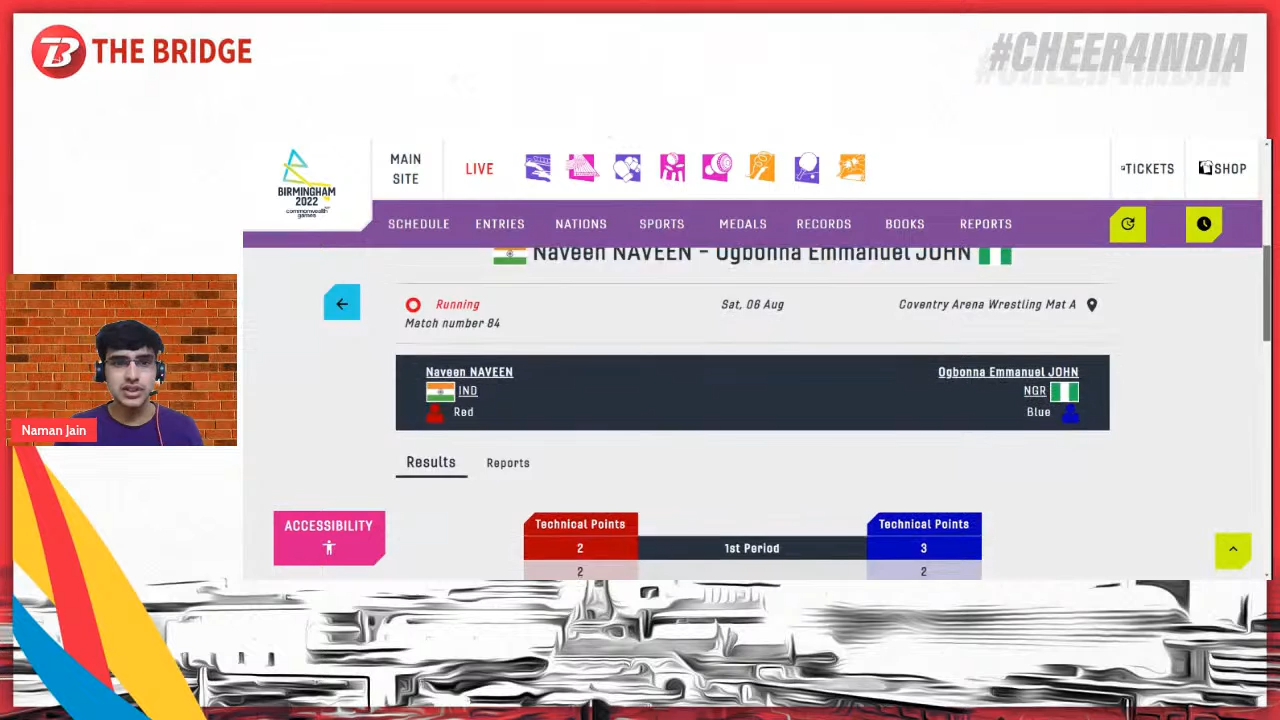 THE BRIDGE
#CHEER4INDIA
BIRMINGHAM
2022
commonwealth
games
MAIN
SITE
LIVE
TICKETS
SHOP
SCHEDULE
ENTRIES
NATIONS
SPORTS
MEDALS
RECORDS
BOOKS
REPORTS
Naveen NAVEEN - Ogbonna Emmanuel JOHN
Running
Sat, 06 Aug
Coventry Arena Wrestling Mat A
Match number 84
Naveen NAVEEN
Ogbonna Emmanuel JOHN
IND
NGR
Red
Blue
Naman Jain
Results
Reports
ACCESSIBILITY
Technical Points
Technical Points
2
1st Period
3
2
2